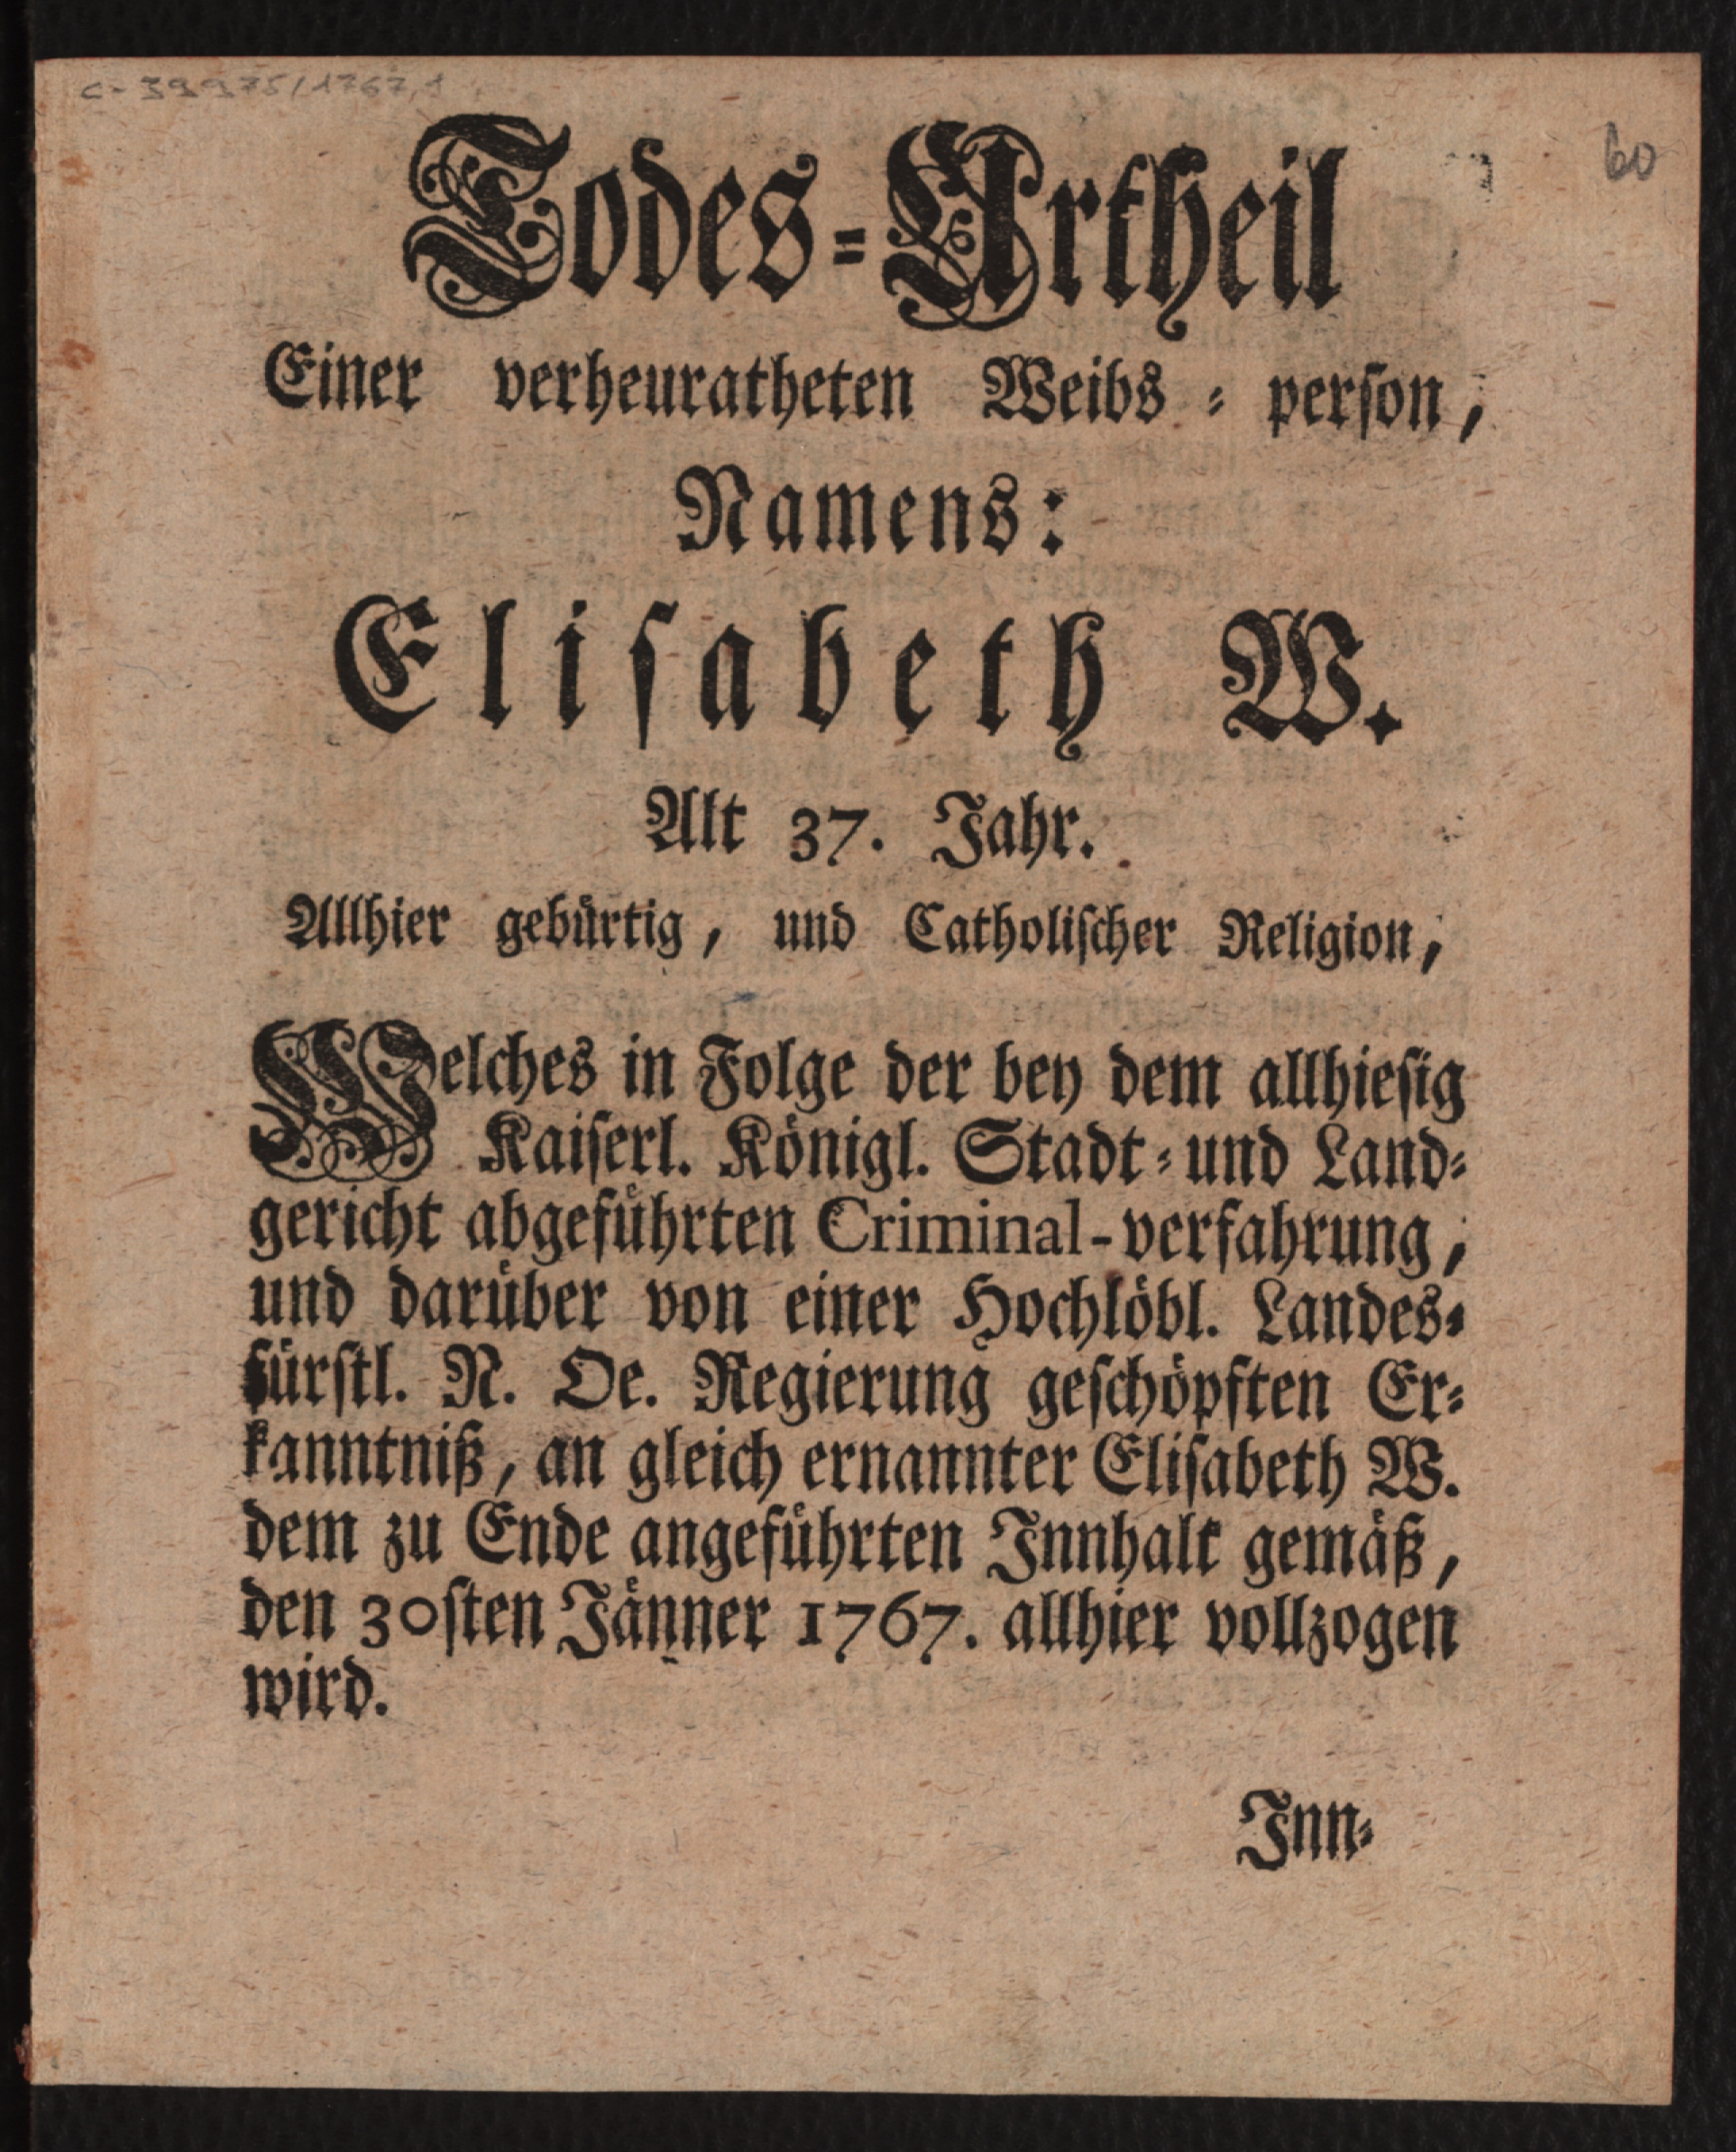 C-39975/1767,1
60
Todes-Urtheil
Einer verheuratheten Weibs-person,
Namens:
Elisabeth W.
Alt 37. Jahr.
Allhier gebürtig, und Catholischer Religion,
Welches in Folge der bey dem allhiesig
Kaiserl. Königl. Stadt- und Land-
gericht abgeführten Criminal-verfahrung,
und darüber von einer Hochlöbl. Landes-
fürstl. N. Oe. Regierung geschöpften Er-
kanntniß, an gleich ernannter Elisabeth W.
dem zu Ende angeführten Innhalt gemäß,
den 30sten Jänner 1767. allhier vollzogen
wird.
Inn-